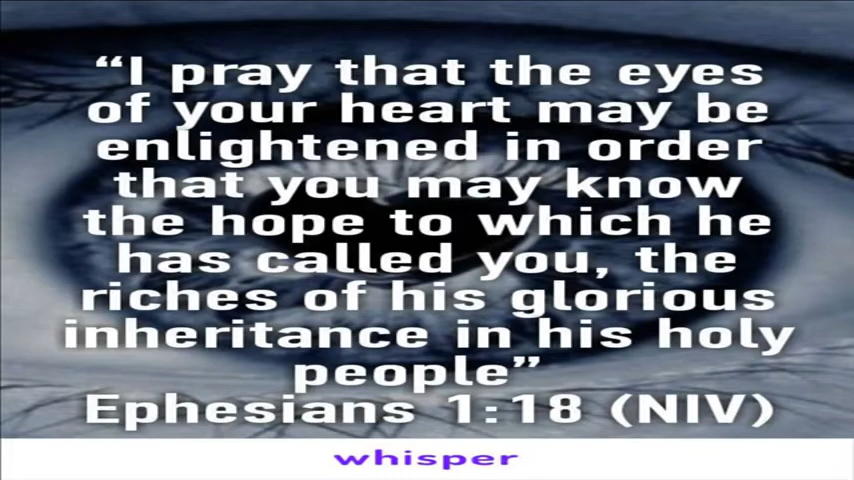 “I pray that the eyes
of your heart may be
enlightened in order
that you may know
the hope to which he
has called you, the
riches of his glorious
inheritance in his holy
people”
Ephesians 1:18 (NIV)
whisper